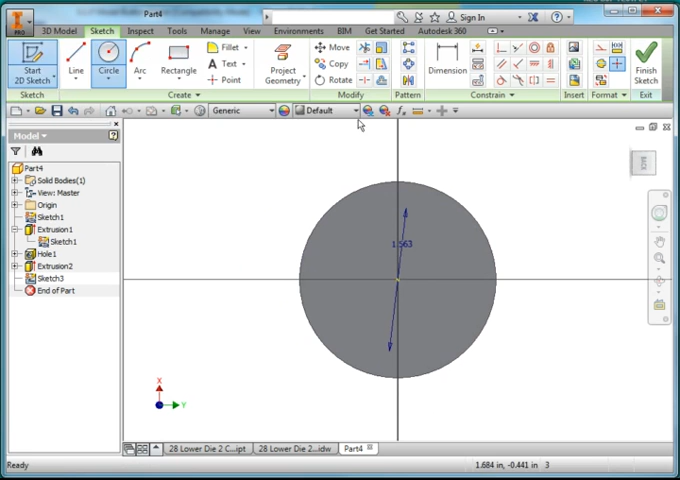 Part4
Sign In
PRO
3D Model Sketch Inspect Tools Manage View Environments BIM Get Started Autodesk 360
Start
2D Sketch
Line Circle Arc Rectangle
Fillet
Text
Point
Project
Geometry
Move
Copy
Rotate
Dimension
Finish
Sketch
Sketch Create Modify Pattern Constrain Insert Format Exit
Generic Default
Model
BACK
Part4
Solid Bodies(1)
View: Master
Origin
Sketch1
Extrusion1
Sketch1
Hole1
Extrusion2
Sketch3
End of Part
1.563
X
Y
28 Lower Die 2 C...ipt 28 Lower Die 2...idw Part4
Ready 1.684 in, -0.441 in 3